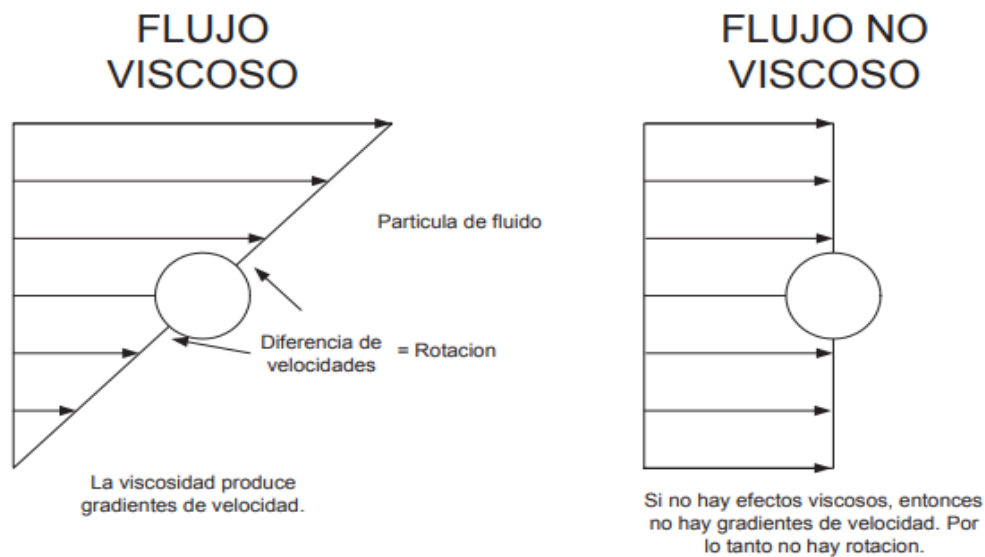 FLUJO
VISCOSO
FLUJO NO
VISCOSO
Particula de fluido
Diferencia de
velocidades
= Rotacion
La viscosidad produce
gradientes de velocidad.
Si no hay efectos viscosos, entonces
no hay gradientes de velocidad. Por
lo tanto no hay rotacion.